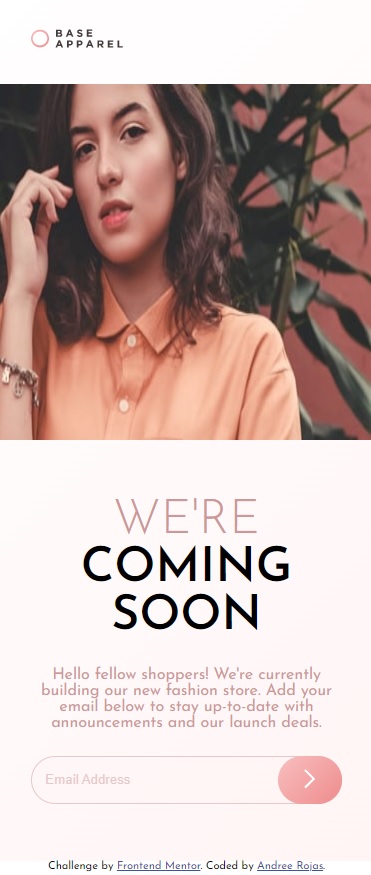 BASE
APPAREL
WE'RE
COMING
SOON
Hello fellow shoppers! We're currently
building our new fashion store. Add your
email below to stay up-to-date with
announcements and our launch deals.
Email Address
Challenge by Frontend Mentor. Coded by Andree Rojas.